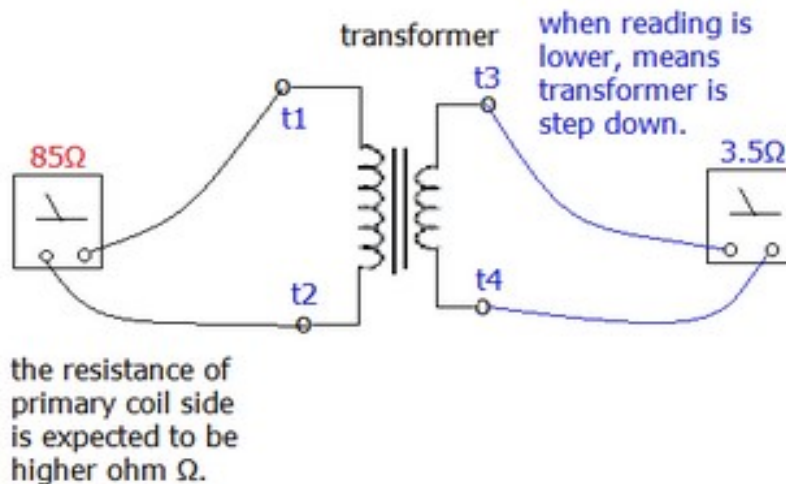 transformer
when reading is
lower, means
transformer is
step down.
t1
t3
85Ω
3.5Ω
t2
t4
the resistance of
primary coil side
is expected to be
higher ohm Ω.